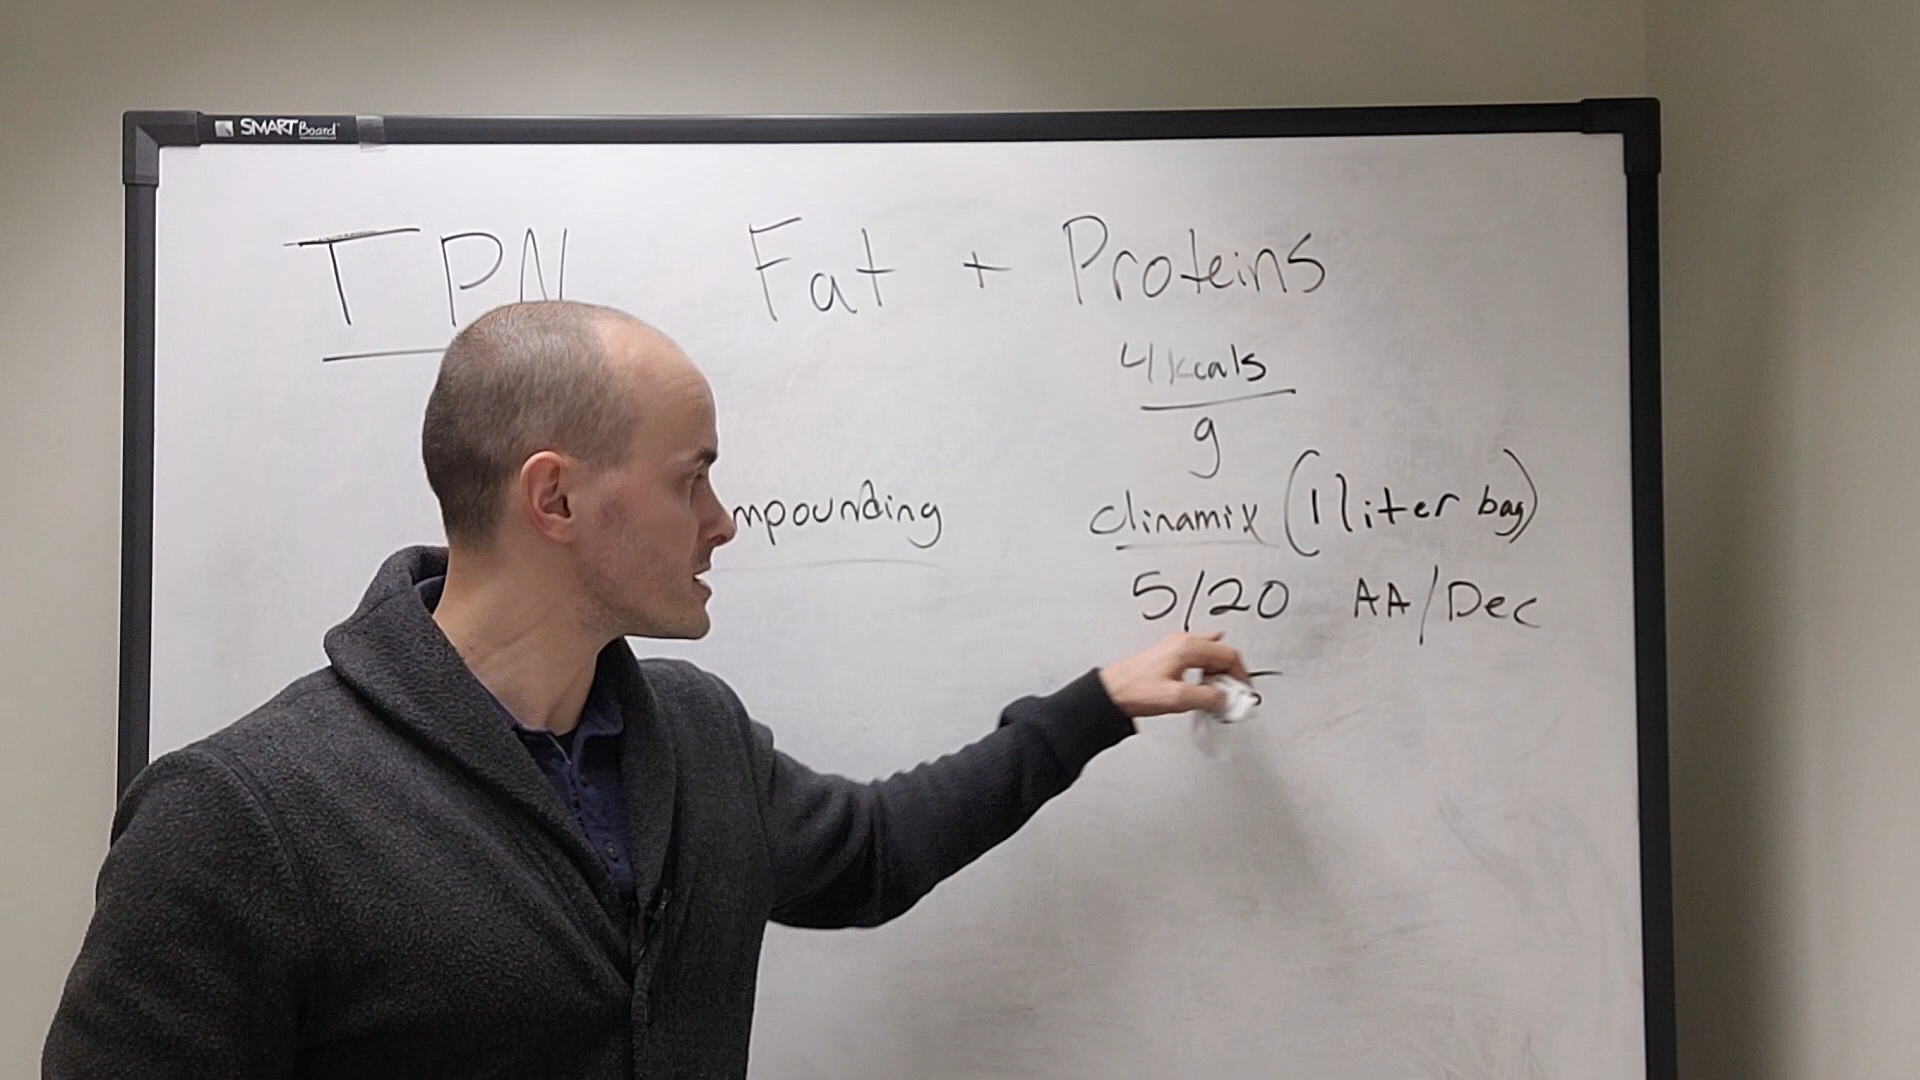 SMART Board
TPN Fat + Proteins
4 kcals
g
mpounding clinamix (1 liter bag)
5/20 AA/Dec